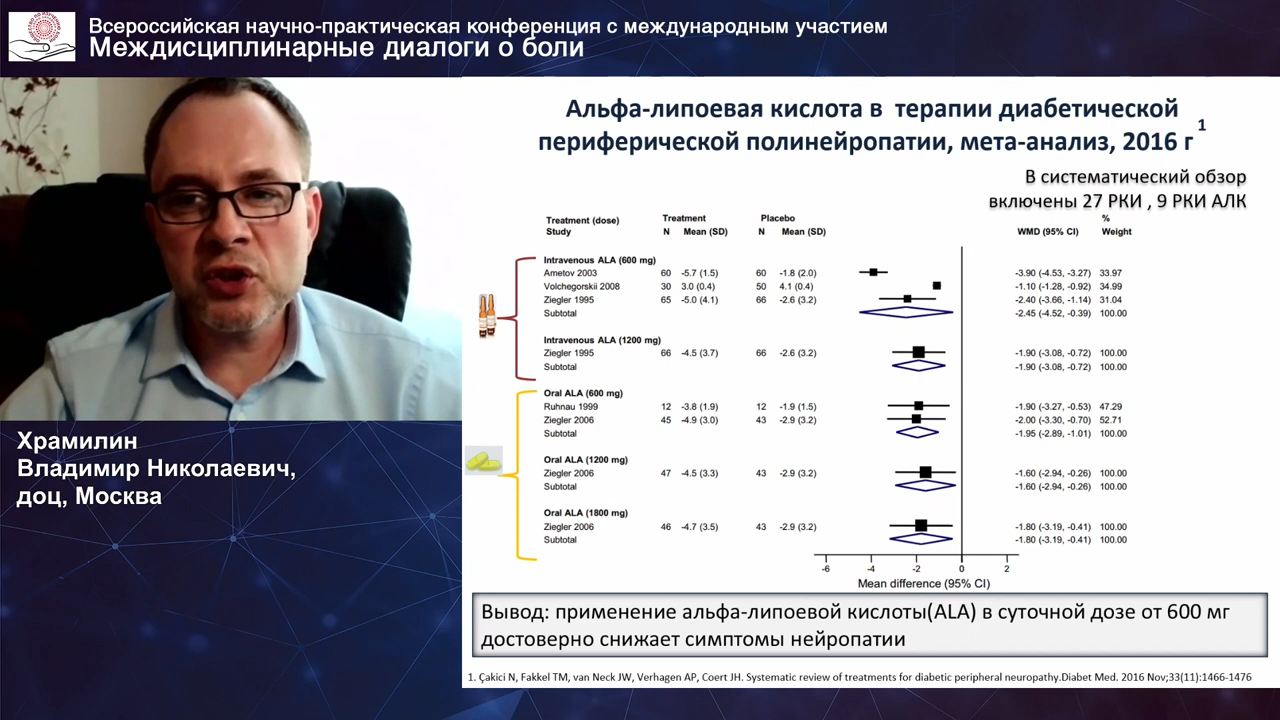 Всероссийская научно-практическая конференция с международным участием
Междисциплинарные диалоги о боли
Храмилин
Владимир Николаевич,
доц, Москва
Альфа-липоевая кислота в терапии диабетической
периферической полинейропатии, мета-анализ, 2016 г 1
В систематический обзор
включены 27 РКИ , 9 РКИ АЛК
Treatment (dose) Treatment Placebo %
Study N Mean (SD) N Mean (SD) WMD (95% CI) Weight
Intravenous ALA (600 mg)
Ametov 2003 60 -5.7 (1.5) 60 -1.8 (2.0) -3.90 (-4.53, -3.27) 33.97
Volchegorskii 2008 30 3.0 (0.4) 50 4.1 (0.4) -1.10 (-1.28, -0.92) 34.99
Ziegler 1995 65 -5.0 (4.1) 66 -2.6 (3.2) -2.40 (-3.66, -1.14) 31.04
Subtotal -2.45 (-4.52, -0.39) 100.00
Intravenous ALA (1200 mg)
Ziegler 1995 66 -4.5 (3.7) 66 -2.6 (3.2) -1.90 (-3.08, -0.72) 100.00
Subtotal -1.90 (-3.08, -0.72) 100.00
Oral ALA (600 mg)
Ruhnau 1999 12 -3.8 (1.9) 12 -1.9 (1.5) -1.90 (-3.27, -0.53) 47.29
Ziegler 2006 45 -4.9 (3.0) 43 -2.9 (3.2) -2.00 (-3.30, -0.70) 52.71
Subtotal -1.95 (-2.89, -1.01) 100.00
Oral ALA (1200 mg)
Ziegler 2006 47 -4.5 (3.3) 43 -2.9 (3.2) -1.60 (-2.94, -0.26) 100.00
Subtotal -1.60 (-2.94, -0.26) 100.00
Oral ALA (1800 mg)
Ziegler 2006 46 -4.7 (3.5) 43 -2.9 (3.2) -1.80 (-3.19, -0.41) 100.00
Subtotal -1.80 (-3.19, -0.41) 100.00
-6 -4 -2 0 2
Mean difference (95% CI)
Вывод: применение альфа-липоевой кислоты(ALA) в суточной дозе от 600 мг
достоверно снижает симптомы нейропатии
1. Çakici N, Fakkel TM, van Neck JW, Verhagen AP, Coert JH. Systematic review of treatments for diabetic peripheral neuropathy.Diabet Med. 2016 Nov;33(11):1466-1476